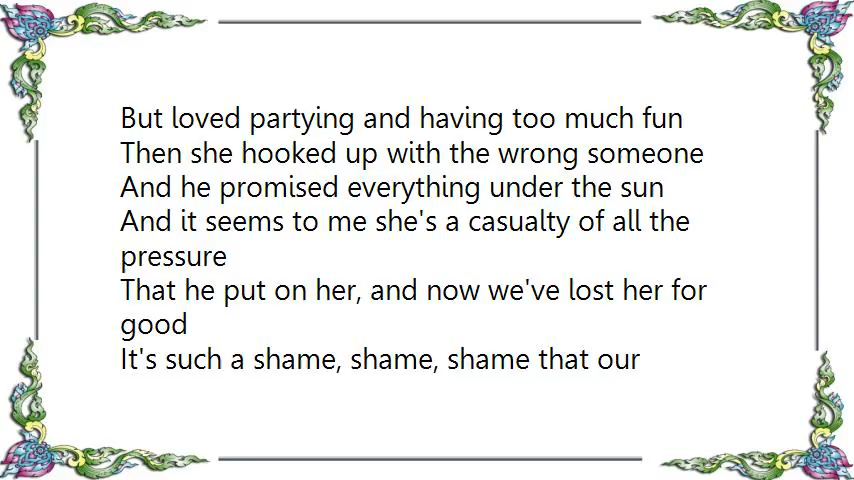 But loved partying and having too much fun
Then she hooked up with the wrong someone
And he promised everything under the sun
And it seems to me she's a casualty of all the
pressure
That he put on her, and now we've lost her for
good
It's such a shame, shame, shame that our